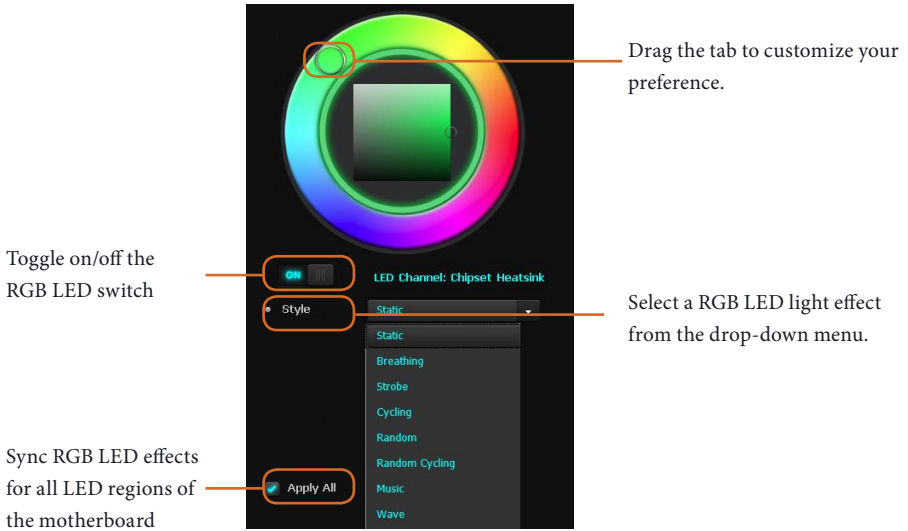 Drag the tab to customize your
preference.
Toggle on/off the
RGB LED switch
ON
LED Channel: Chipset Heatsink
Style
Static
Select a RGB LED light effect
from the drop-down menu.
Static
Breathing
Strobe
Cycling
Random
Random Cycling
Music
Wave
Sync RGB LED effects
for all LED regions of
the motherboard
Apply All